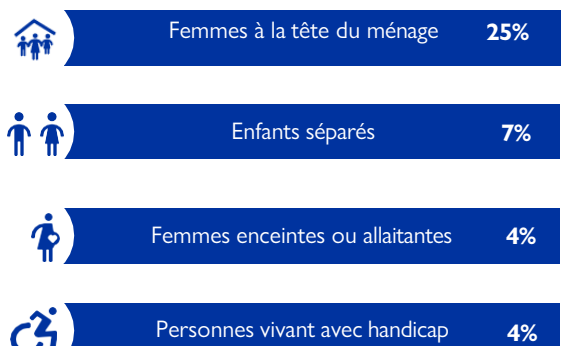 Femmes à la tête du ménage 25%
Enfants séparés 7%
Femmes enceintes ou allaitantes 4%
Personnes vivant avec handicap 4%